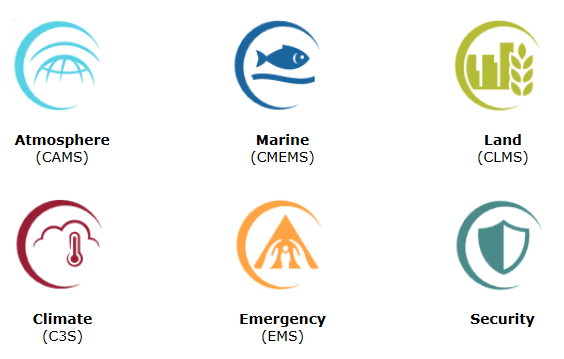 Atmosphere
(CAMS)
Marine
(CMEMS)
Land
(CLMS)
Climate
(C3S)
Emergency
(EMS)
Security